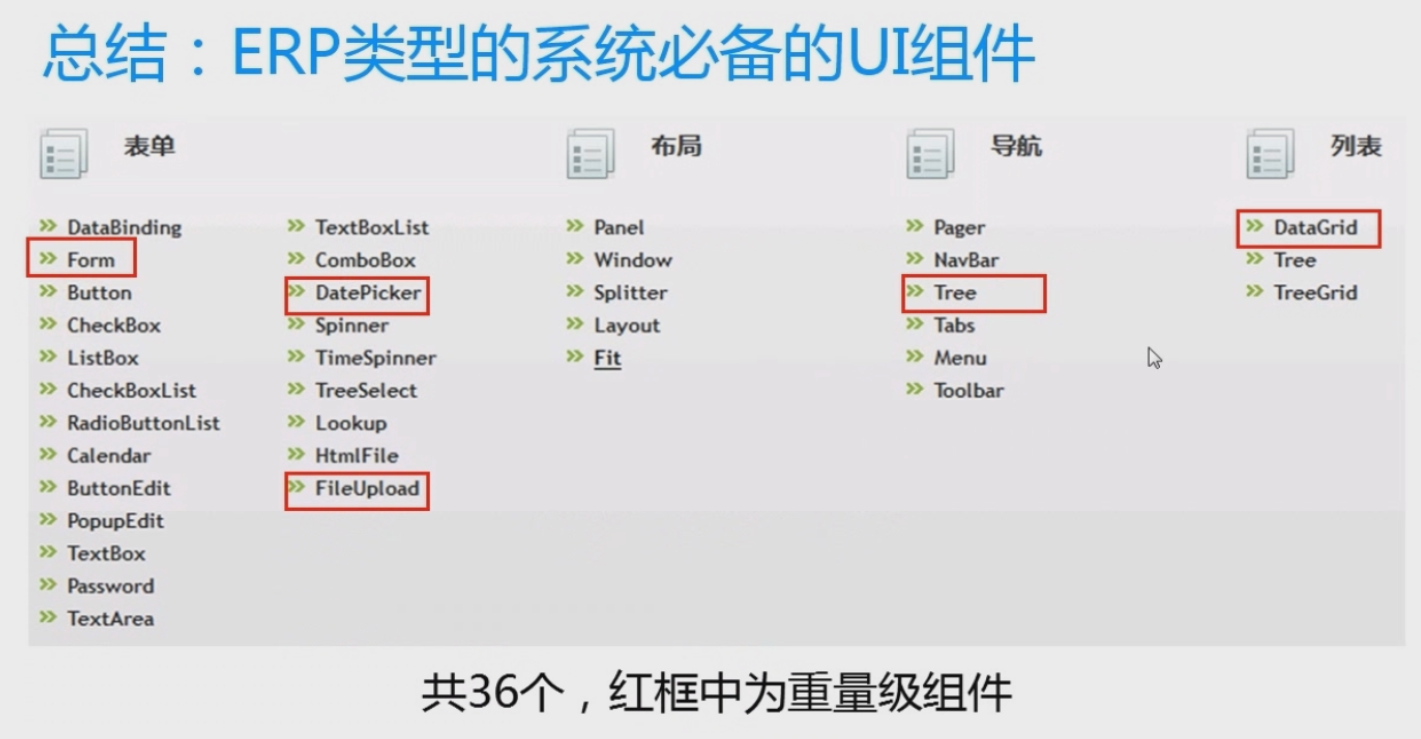 总结：ERP类型的系统必备的UI组件
表单
DataBinding
Form
Button
CheckBox
ListBox
CheckBoxList
RadioButtonList
Calendar
ButtonEdit
PopupEdit
TextBox
Password
TextArea
TextBoxList
ComboBox
DatePicker
Spinner
TimeSpinner
TreeSelect
Lookup
HtmlFile
FileUpload
布局
Panel
Window
Splitter
Layout
Fit
导航
Pager
NavBar
Tree
Tabs
Menu
Toolbar
列表
DataGrid
Tree
TreeGrid
共36个，红框中为重量级组件